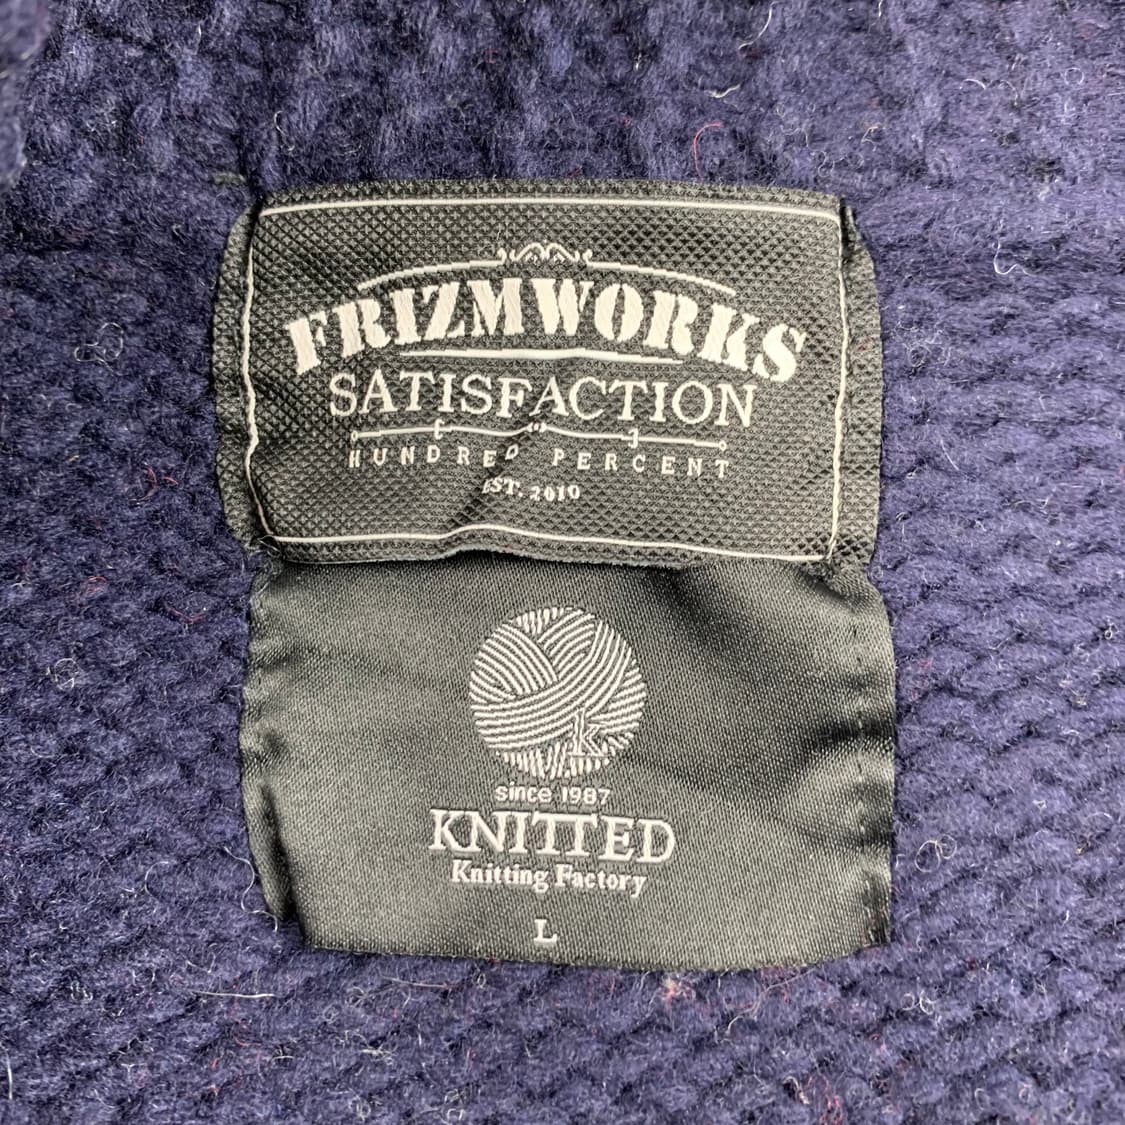 FRIZMWORKS
SATISFACTION
HUNDRED PERCENT
EST. 2010
k
since 1987
KNITTED
Knitting Factory
L